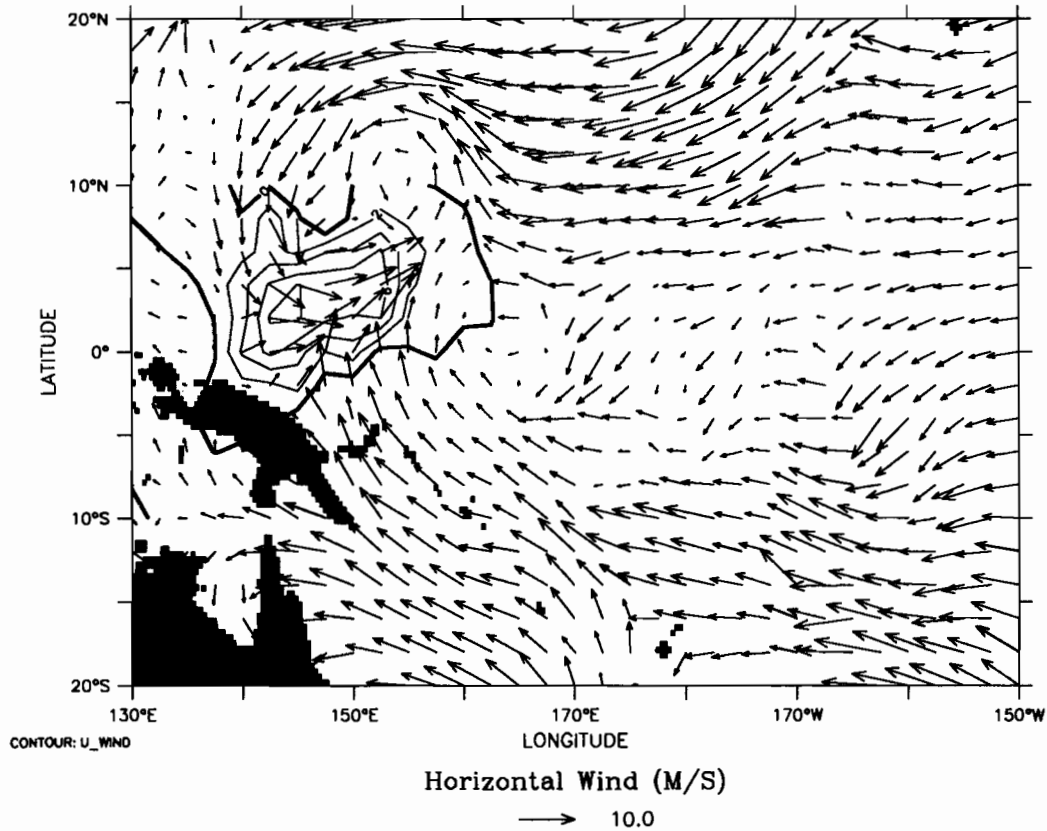 20°N
10°N
0°
10°S
20°S
LATITUDE
130°E 150°E 170°E 170°W 150°W
CONTOUR: U_WIND
LONGITUDE
Horizontal Wind (M/S)
10.0